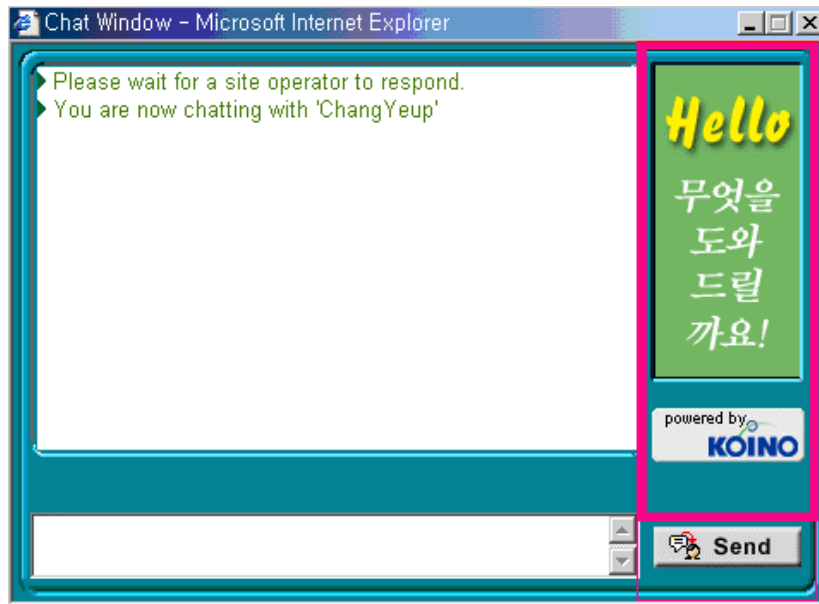 Chat Window - Microsoft Internet Explorer
Please wait for a site operator to respond.
You are now chatting with 'ChangYeup'
Hello
무엇을
도와
드릴
까요!
powered by
KOINO
Send